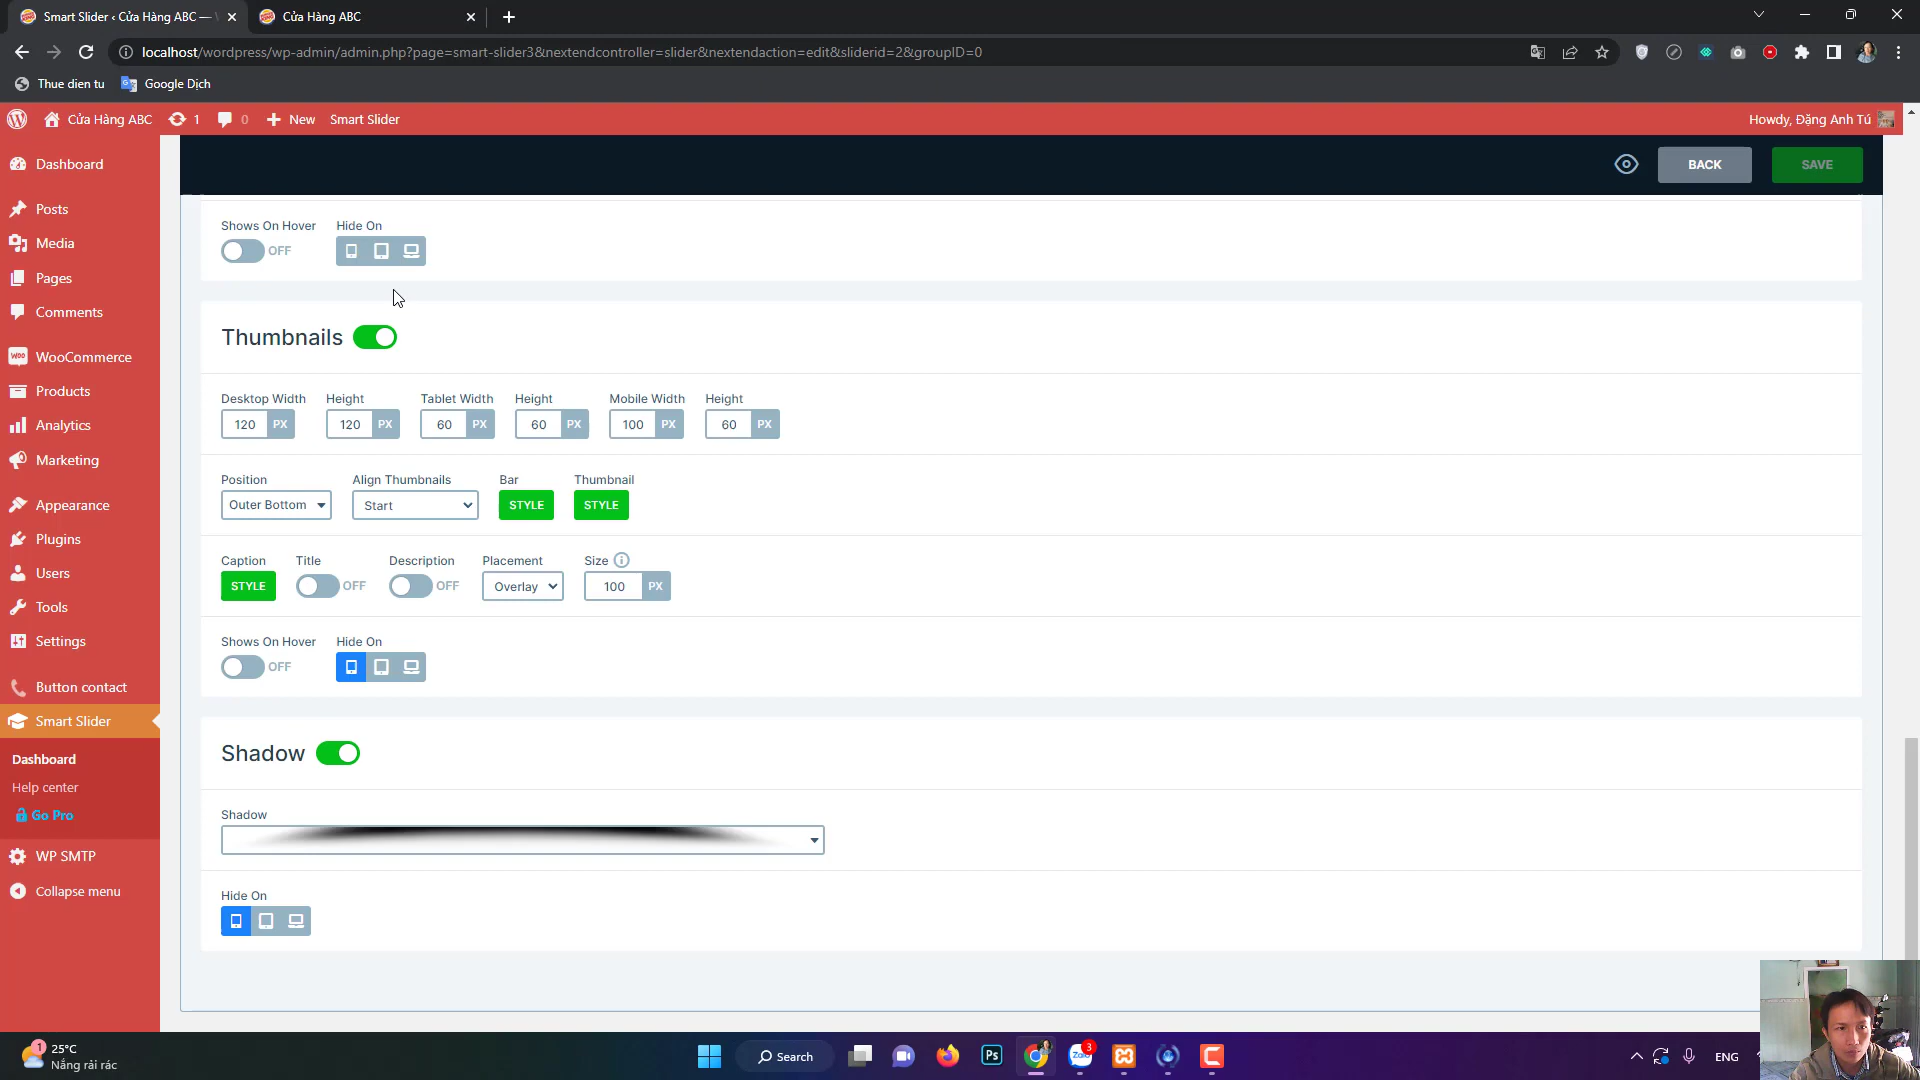 Smart Slider ‹ Cửa Hàng ABC —
Cửa Hàng ABC
localhost/wordpress/wp-admin/admin.php?page=smart-slider3&nextendcontroller=slider&nextendaction=edit&sliderid=2&groupID=0
Thue dien tu
Google Dịch
Cửa Hàng ABC
1
0
New
Smart Slider
Howdy, Đặng Anh Tú
Dashboard
Posts
Media
Pages
Comments
WooCommerce
Products
Analytics
Marketing
Appearance
Plugins
Users
Tools
Settings
Button contact
Smart Slider
Dashboard
Help center
Go Pro
WP SMTP
Collapse menu
BACK
SAVE
Shows On Hover
Hide On
OFF
Thumbnails
Desktop Width
Height
Tablet Width
Height
Mobile Width
Height
120 PX
120 PX
60 PX
60 PX
100 PX
60 PX
Position
Align Thumbnails
Bar
Thumbnail
Outer Bottom
Start
STYLE
STYLE
Caption
Title
Description
Placement
Size
STYLE
OFF
OFF
Overlay
100 PX
Shows On Hover
Hide On
OFF
Shadow
Shadow
Hide On
1
25°C
Nắng rải rác
Search
Ps
Zalo
3
ENG